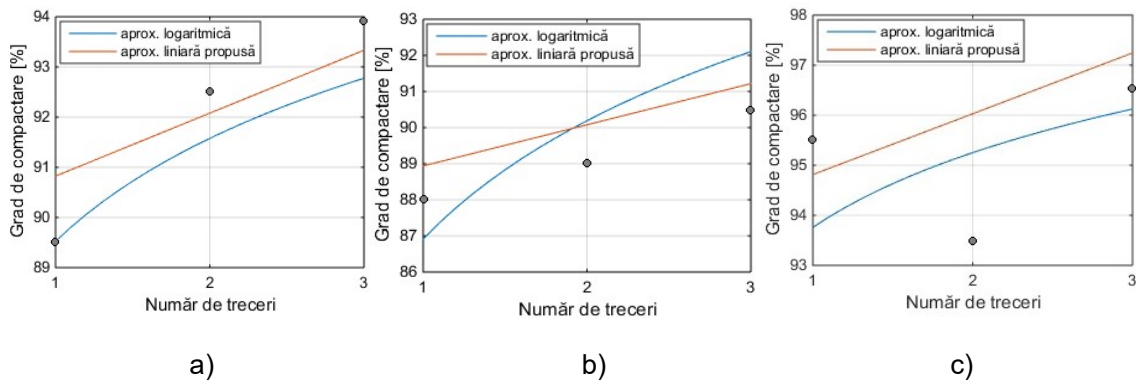 94
93
92
91
90
89
Grad de compactare [%]
aprox. logaritmică
aprox. liniară propusă
1 2 3
Număr de treceri
a)
93
92
91
90
89
88
87
86
Grad de compactare [%]
aprox. logaritmică
aprox. liniară propusă
1 2 3
Număr de treceri
b)
98
97
96
95
94
93
Grad de compactare [%]
aprox. logaritmică
aprox. liniară propusă
1 2 3
Număr de treceri
c)